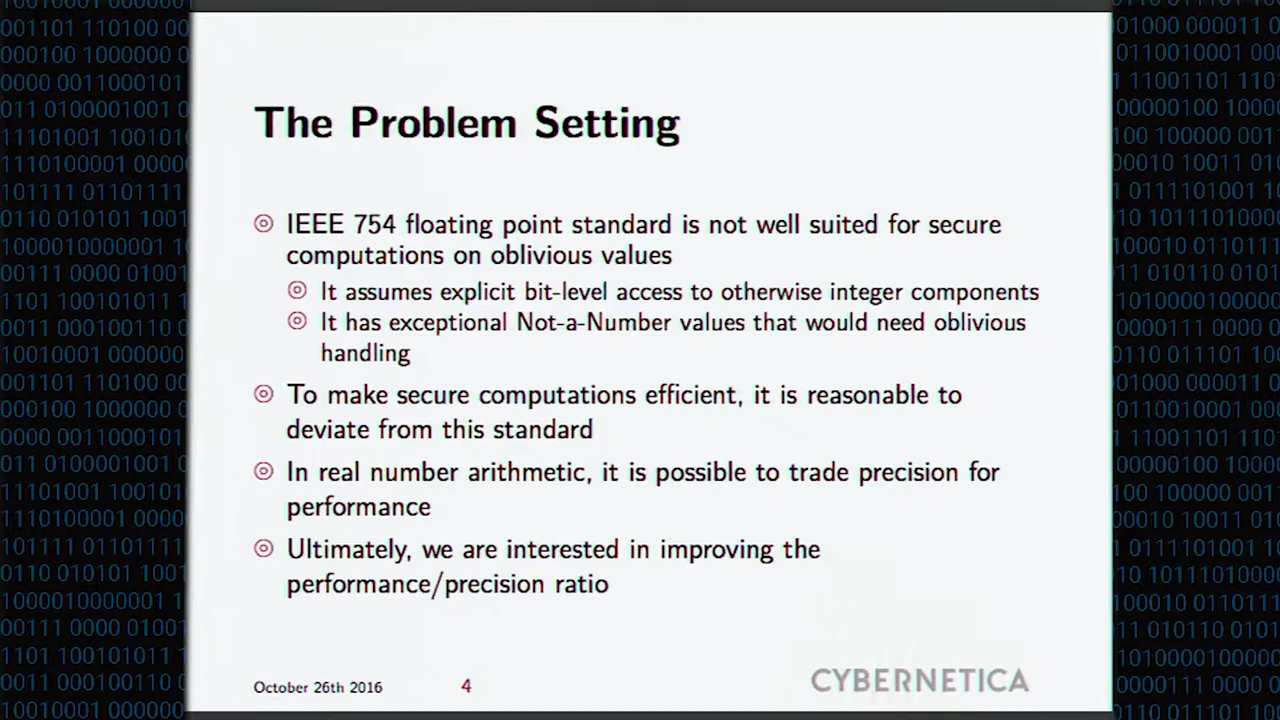 The Problem Setting
IEEE 754 floating point standard is not well suited for secure
computations on oblivious values
It assumes explicit bit-level access to otherwise integer components
It has exceptional Not-a-Number values that would need oblivious
handling
To make secure computations efficient, it is reasonable to
deviate from this standard
In real number arithmetic, it is possible to trade precision for
performance
Ultimately, we are interested in improving the
performance/precision ratio
October 26th 2016 4
CYBERNETICA